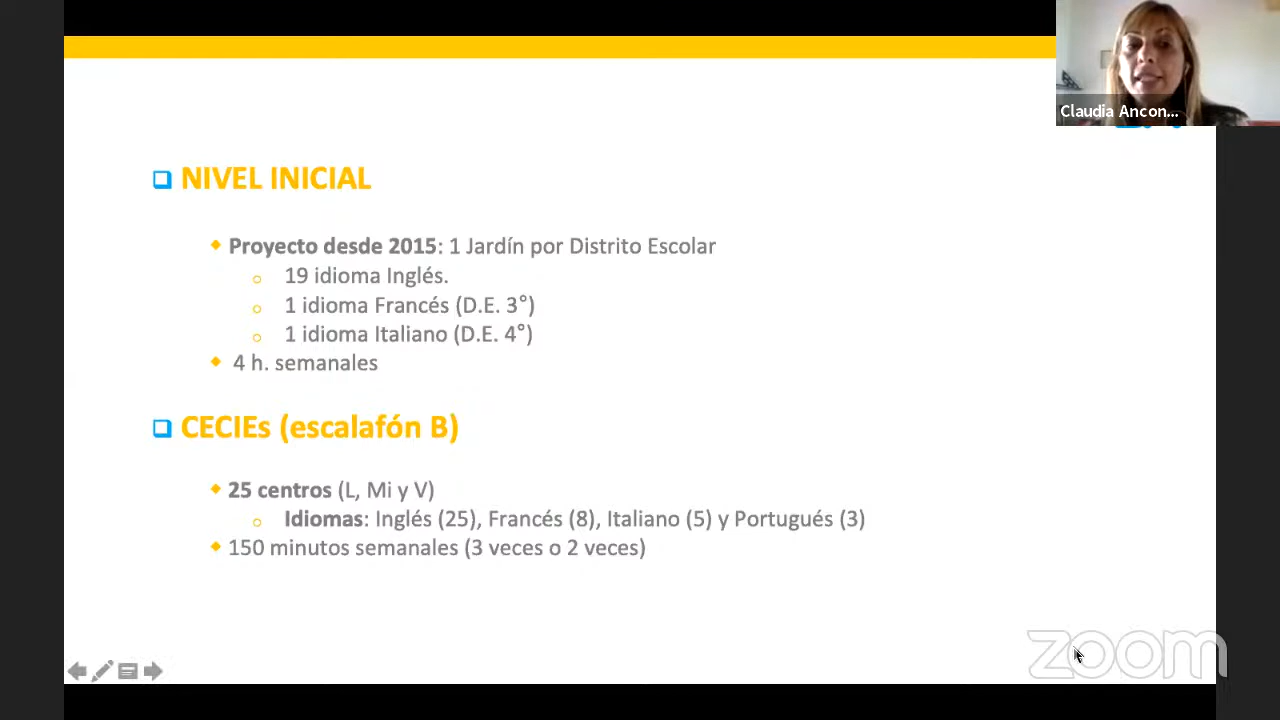 Claudia Ancon...
NIVEL INICIAL
Proyecto desde 2015: 1 Jardín por Distrito Escolar
19 idioma Inglés.
1 idioma Francés (D.E. 3°)
1 idioma Italiano (D.E. 4°)
4 h. semanales
CECIEs (escalafón B)
25 centros (L, Mi y V)
Idiomas: Inglés (25), Francés (8), Italiano (5) y Portugués (3)
150 minutos semanales (3 veces o 2 veces)
zoom